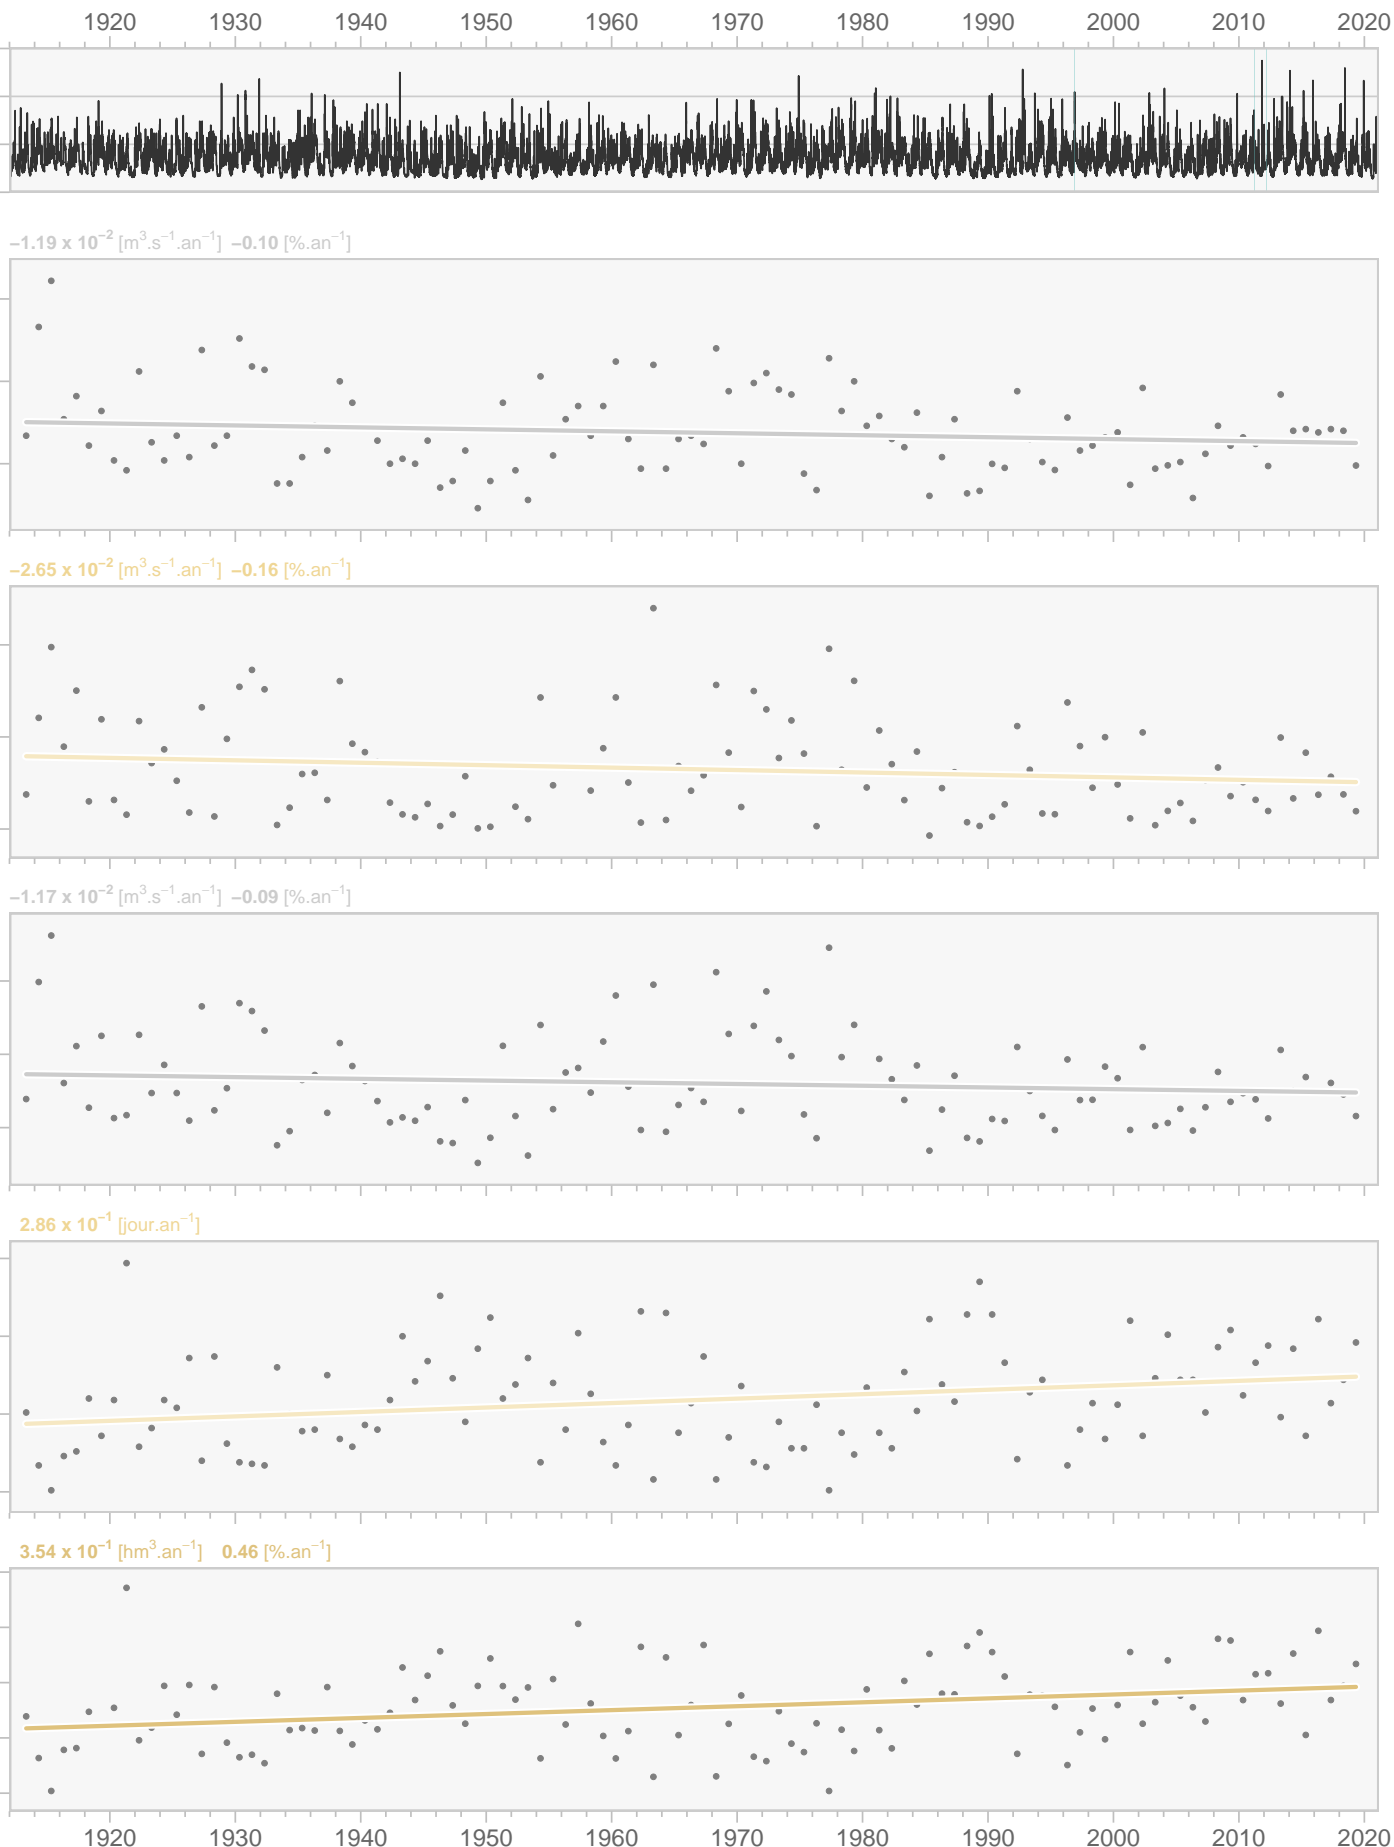 1920 1930 1940 1950 1960 1970 1980 1990 2000 2010 2020
−1.19 x 10⁻² [m³.s⁻¹.an⁻¹] −0.10 [%.an⁻¹]
−2.65 x 10⁻² [m³.s⁻¹.an⁻¹] −0.16 [%.an⁻¹]
−1.17 x 10⁻² [m³.s⁻¹.an⁻¹] −0.09 [%.an⁻¹]
2.86 x 10⁻¹ [jour.an⁻¹]
3.54 x 10⁻¹ [hm³.an⁻¹] 0.46 [%.an⁻¹]
1920 1930 1940 1950 1960 1970 1980 1990 2000 2010 2020